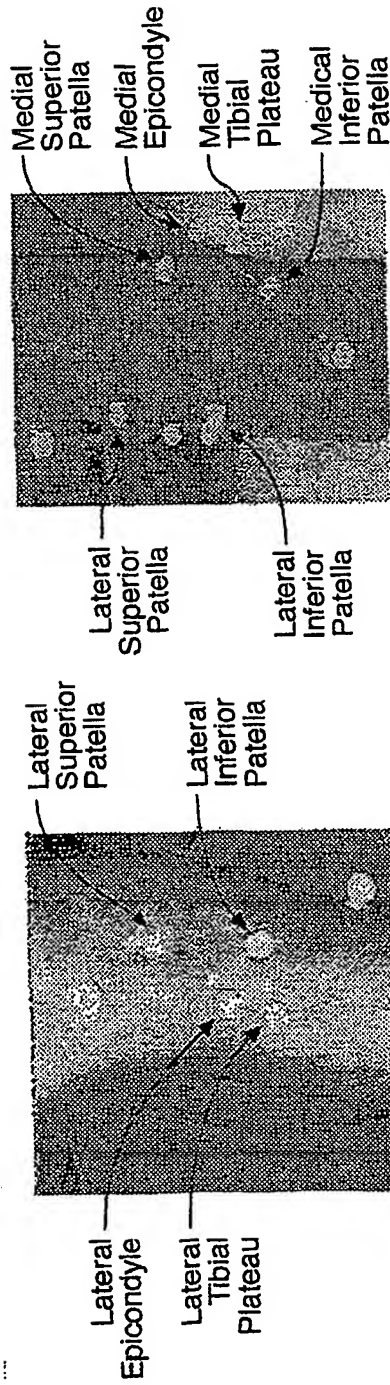 Lateral
Superior
Patella
Lateral
Inferior
Patella
Lateral
Epicondyle
Lateral
Tibial
Plateau
Medial
Superior
Patella
Medial
Epicondyle
Medial
Tibial
Plateau
Medical
Inferior
Patella
Lateral
Superior
Patella
Lateral
Inferior
Patella